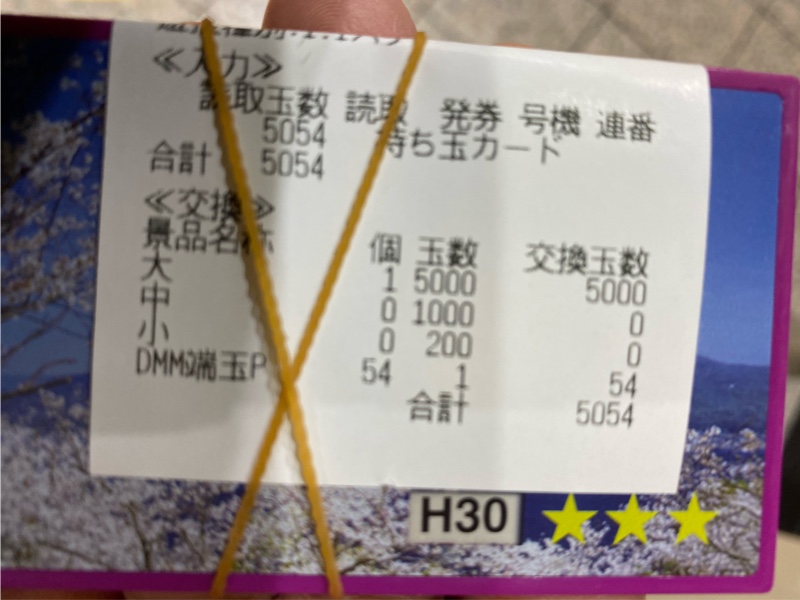 ≪入力≫
読取玉数 読取 発券 号機 連番
5054 持ち玉カード
合計 5054
≪交換≫
景品名称 個 玉数 交換玉数
大 1 5000 5000
中 0 1000 0
小 0 200 0
DMM端玉P 54 1 54
合計 5054
H30 ★★★